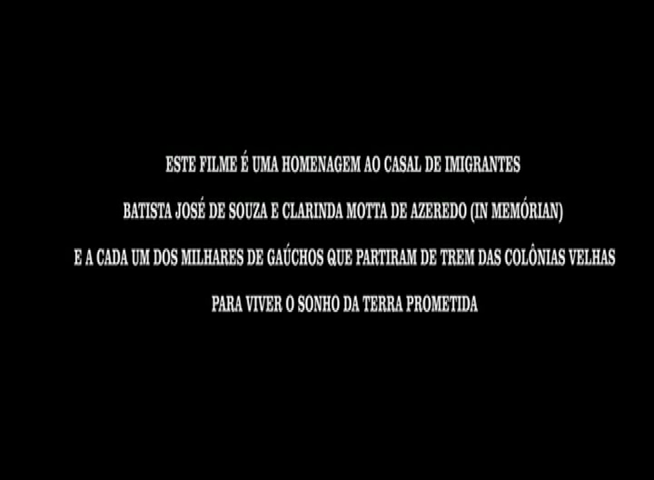 ESTE FILME É UMA HOMENAGEM AO CASAL DE IMIGRANTES
BATISTA JOSÉ DE SOUZA E CLARINDA MOTTA DE AZEREDO (IN MEMÓRIAN)
E A CADA UM DOS MILHARES DE GAÚCHOS QUE PARTIRAM DE TREM DAS COLÔNIAS VELHAS
PARA VIVER O SONHO DA TERRA PROMETIDA